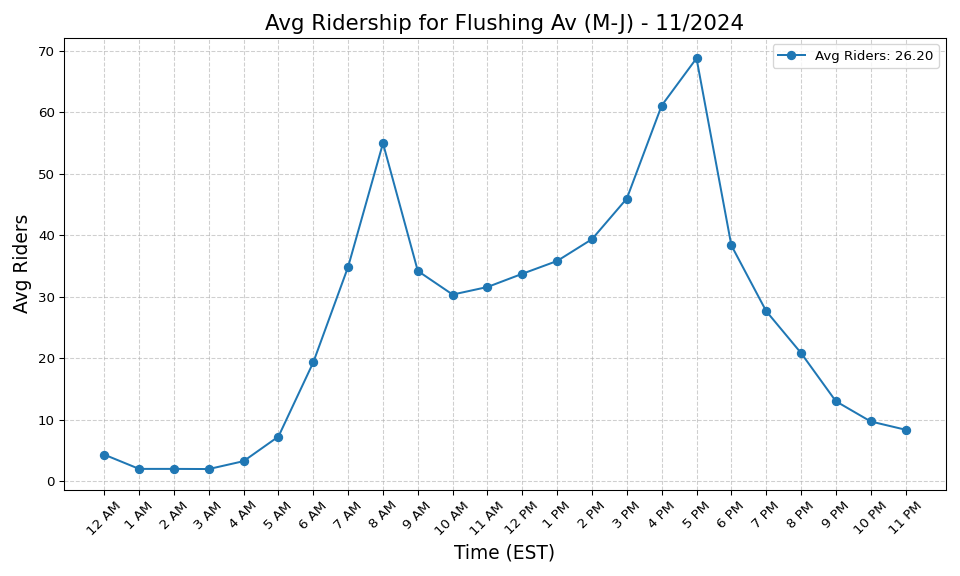 Avg Ridership for Flushing Av (M-J) - 11/2024
Avg Riders: 26.20
Avg Riders
70
60
50
40
30
20
10
0
12 AM
1 AM
2 AM
3 AM
4 AM
5 AM
6 AM
7 AM
8 AM
9 AM
10 AM
11 AM
12 PM
1 PM
2 PM
3 PM
4 PM
5 PM
6 PM
7 PM
8 PM
9 PM
10 PM
11 PM
Time (EST)